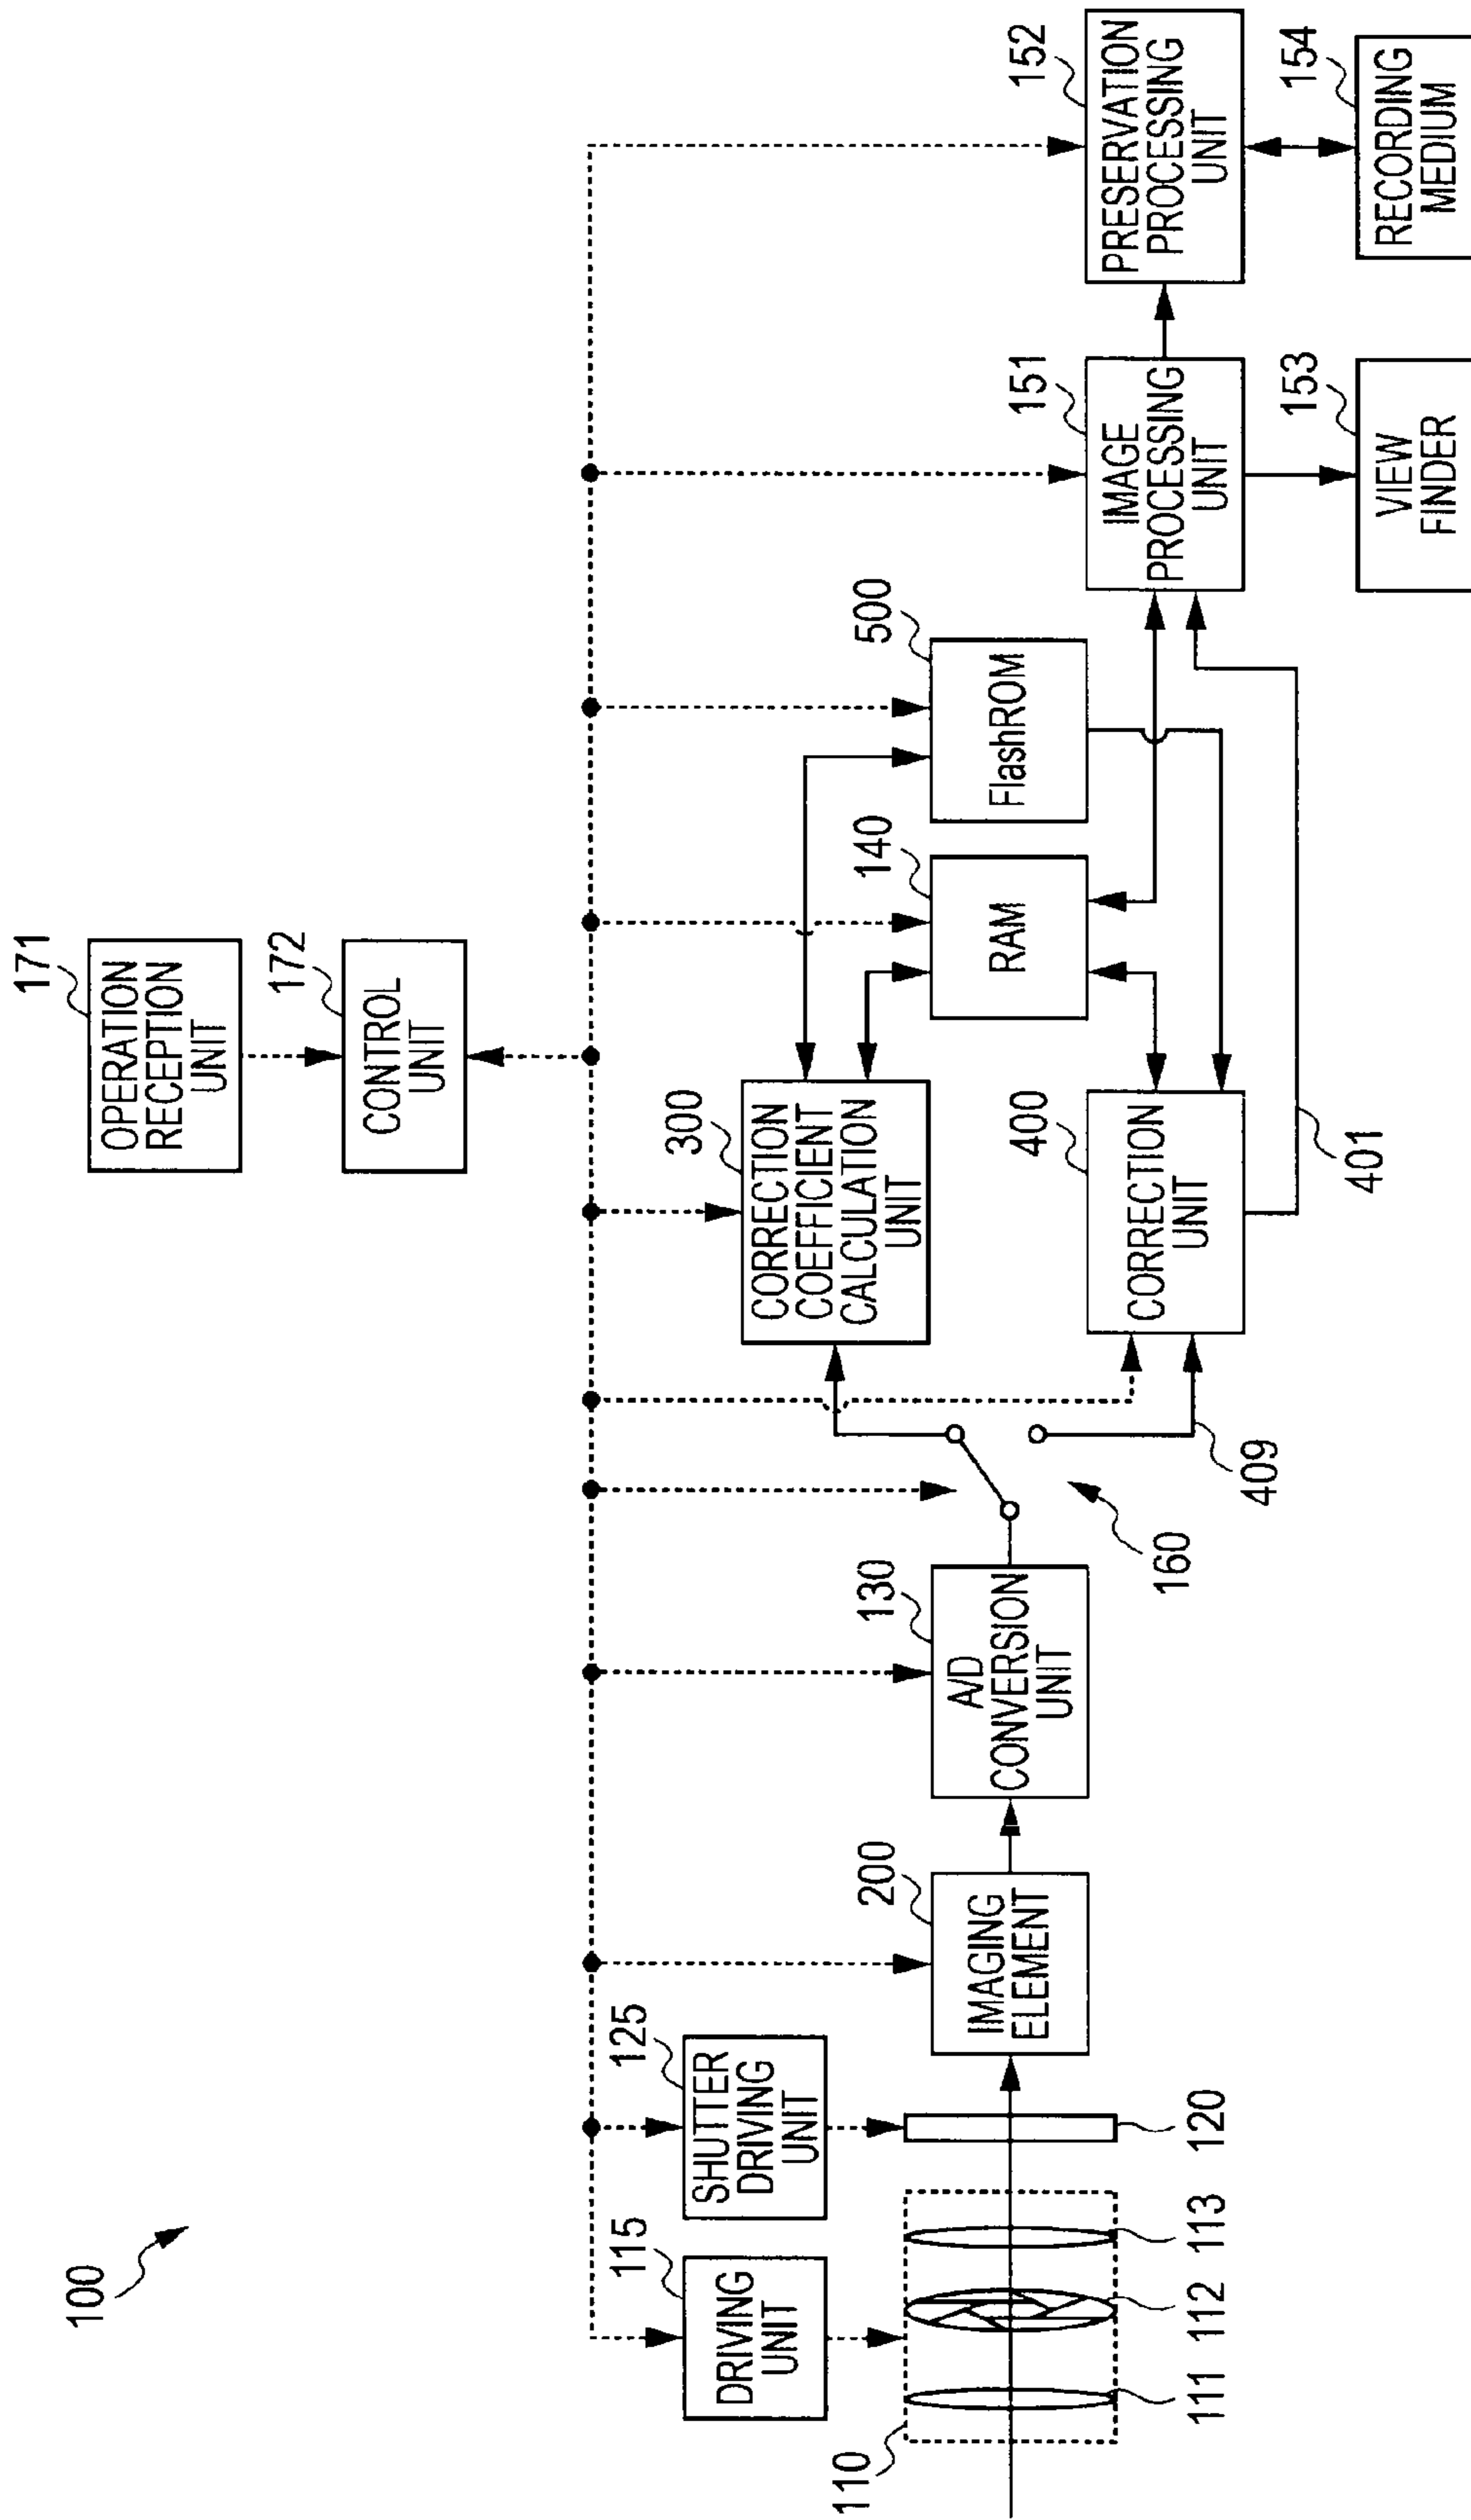 100
171
OPERATION
RECEPTION
UNIT
172
CONTROL
UNIT
115
DRIVING
UNIT
125
SHUTTER
DRIVING
UNIT
300
CORRECTION
COEFFICIENT
CALCULATION
UNIT
110
111
112
113
120
200
IMAGING
ELEMENT
130
A/D
CONVERSION
UNIT
160
409
140
RAM
500
FlashROM
400
CORRECTION
UNIT
401
151
IMAGE
PROCESSING
UNIT
152
PRESERVATION
PROCESSING
UNIT
153
VIEW
FINDER
154
RECORDING
MEDIUM